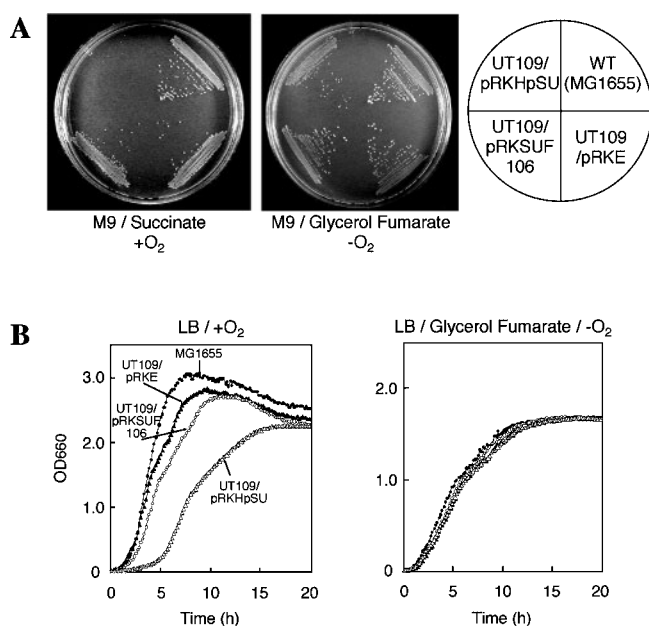 A
UT109/
pRKHpSU
WT
(MG1655)
UT109/
pRKSUF
106
UT109
/pRKE
M9 / Succinate
+O2
M9 / Glycerol Fumarate
-O2
B
LB / +O2
MG1655
UT109/
pRKE
UT109/
pRKSUF
106
UT109/
pRKHpSU
OD660
3.0
2.0
1.0
0
0
5
10
15
20
Time (h)
LB / Glycerol Fumarate / -O2
2.0
1.0
0
0
5
10
15
20
Time (h)